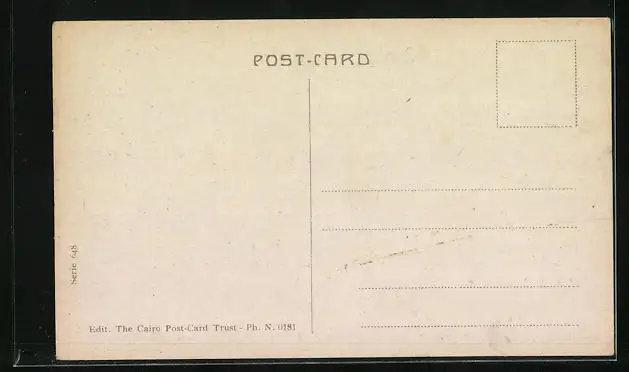 POST-CARD
Serie 648
Edit. The Cairo Post-Card Trust - Ph. N. 0181